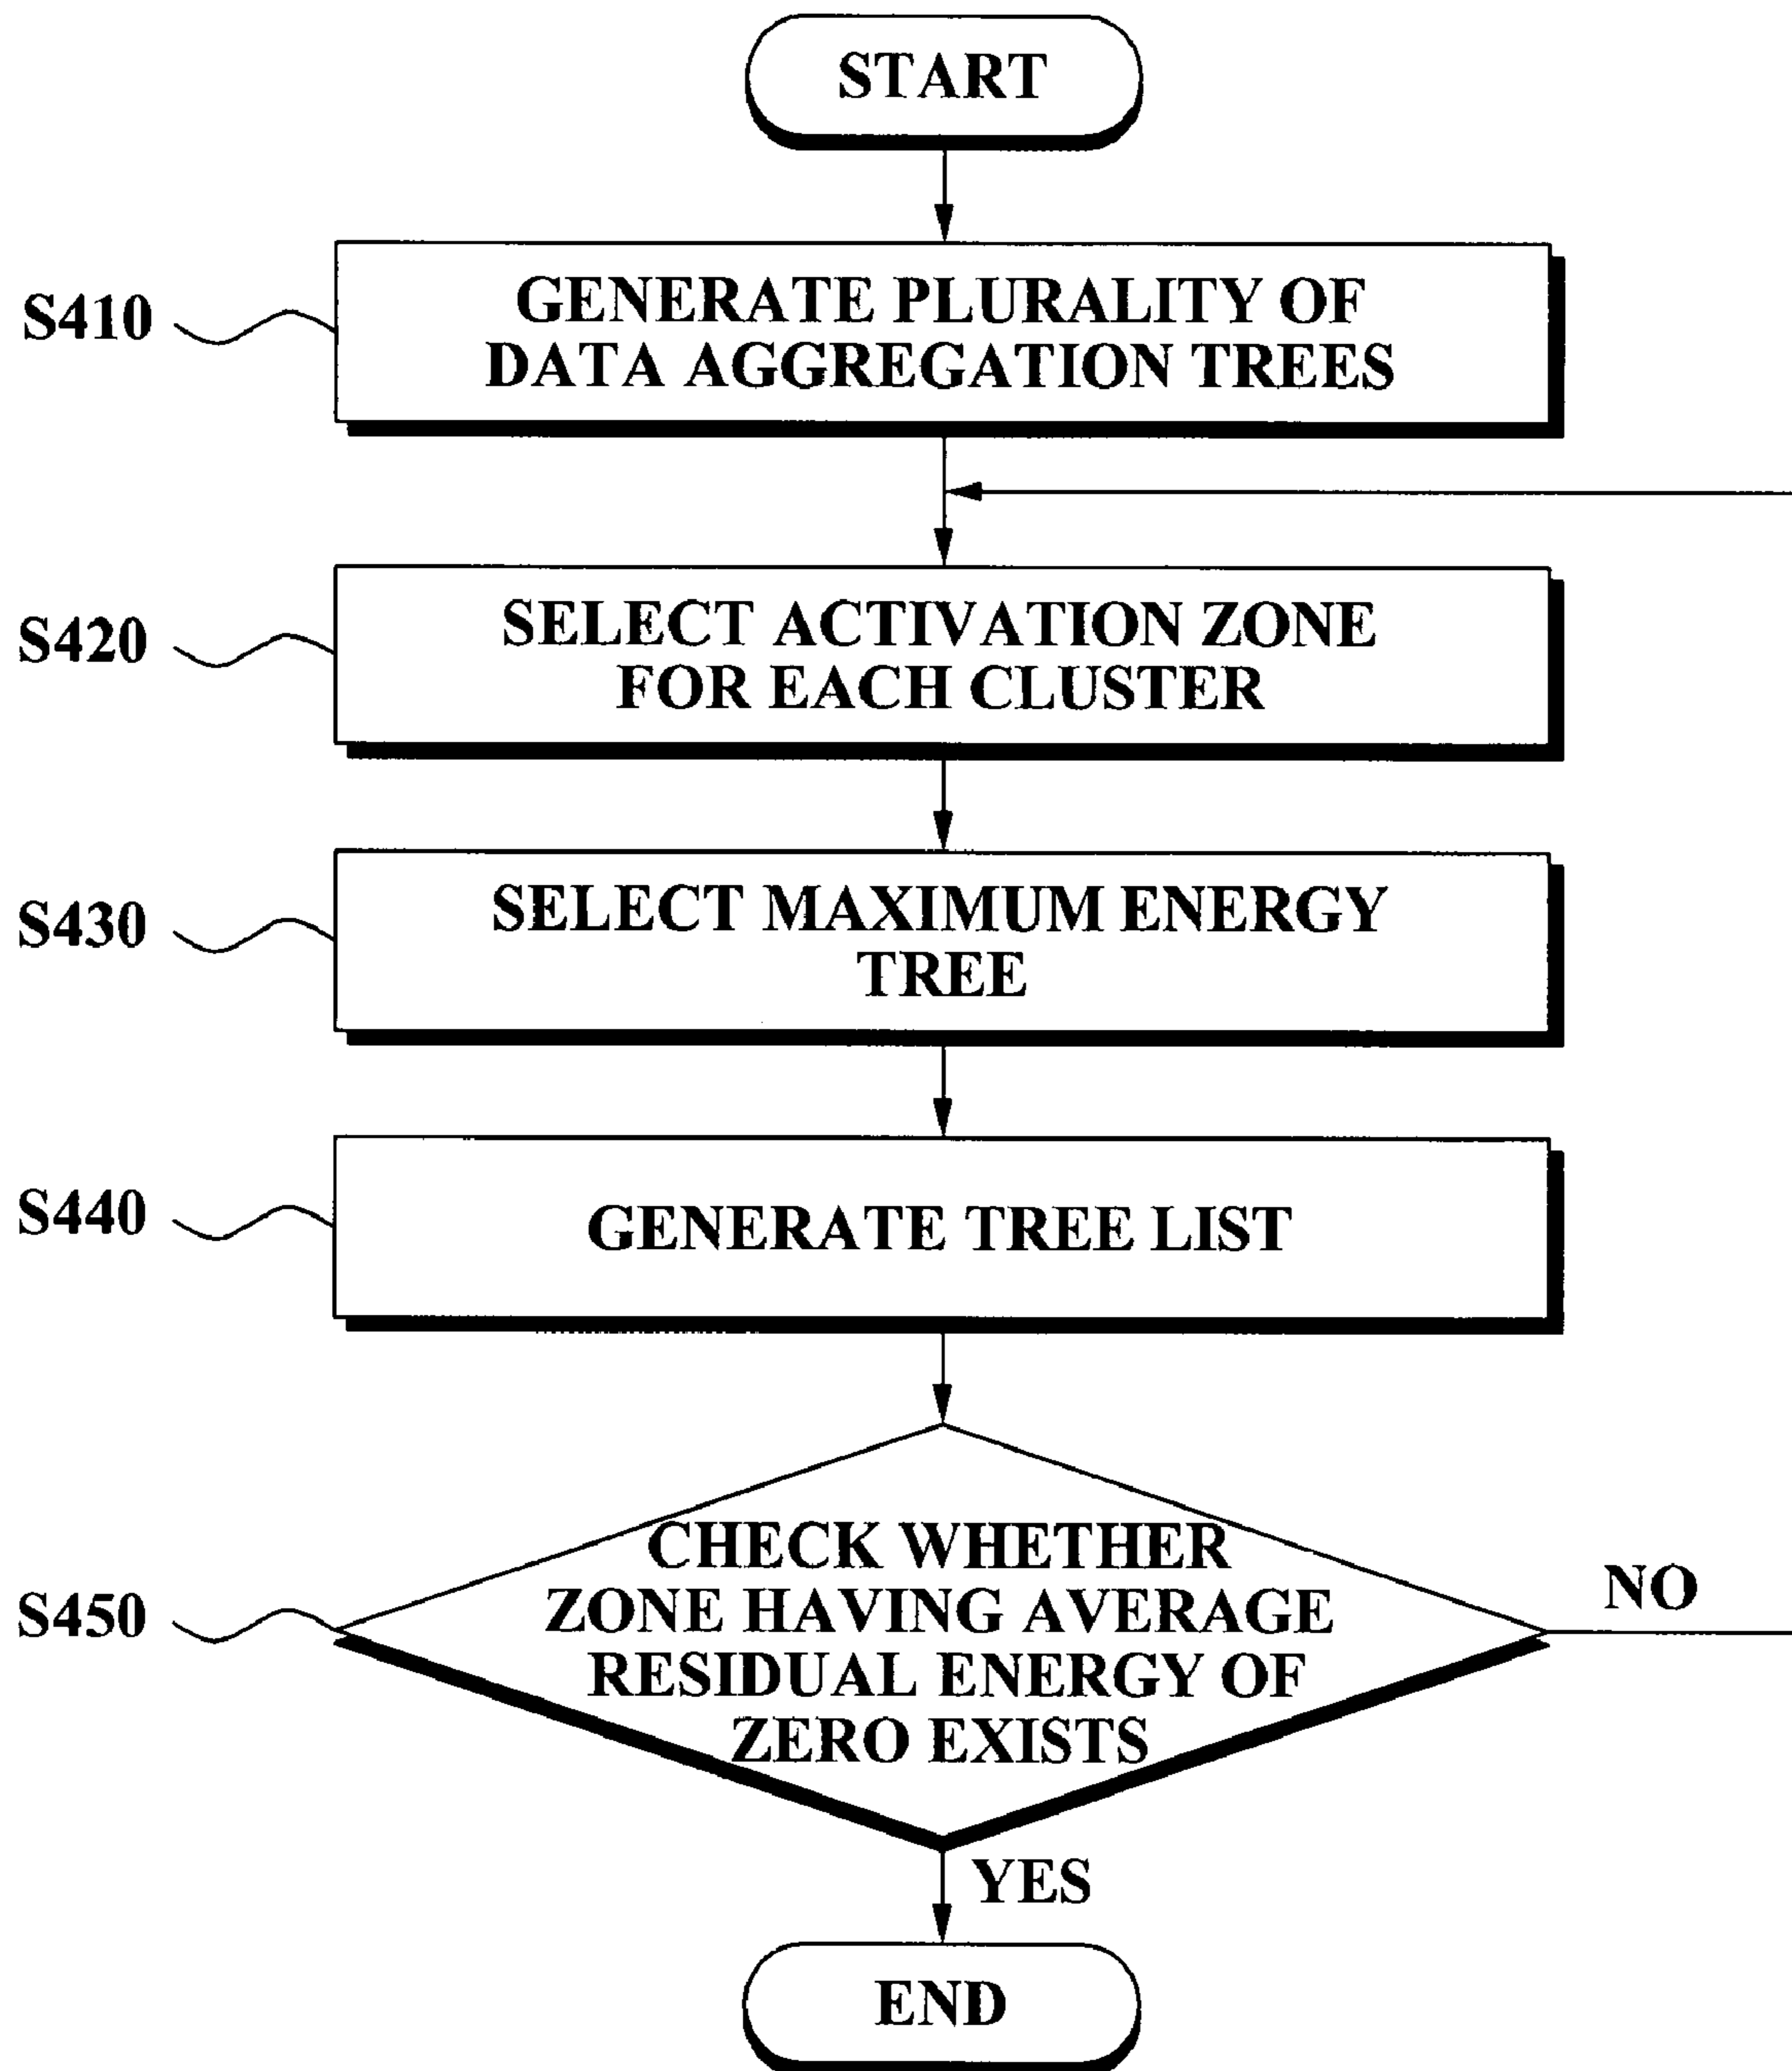 START
S410
GENERATE PLURALITY OF
DATA AGGREGATION TREES
S420
SELECT ACTIVATION ZONE
FOR EACH CLUSTER
S430
SELECT MAXIMUM ENERGY
TREE
S440
GENERATE TREE LIST
S450
CHECK WHETHER
ZONE HAVING AVERAGE
RESIDUAL ENERGY OF
ZERO EXISTS
NO
YES
END